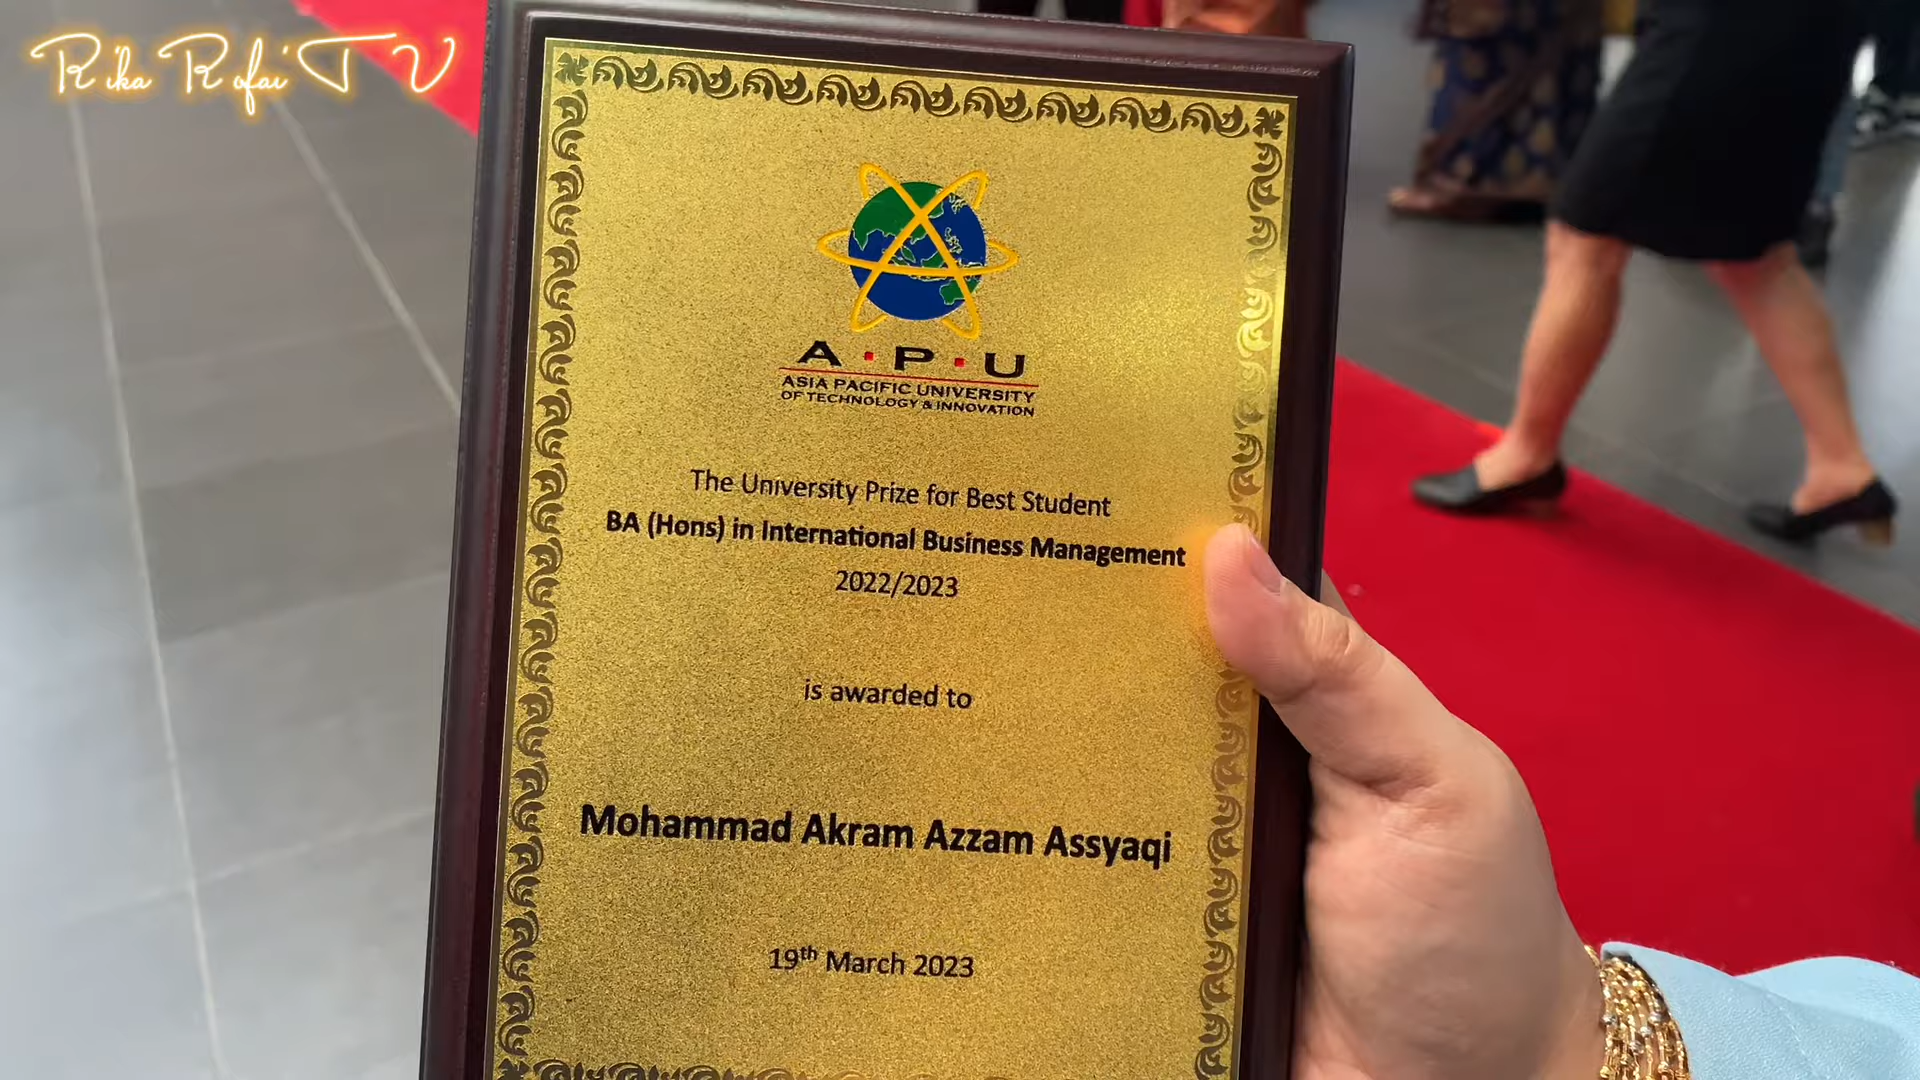 Rika Rofai' TV
A·P·U
ASIA PACIFIC UNIVERSITY
OF TECHNOLOGY & INNOVATION
The University Prize for Best Student
BA (Hons) in International Business Management
2022/2023
is awarded to
Mohammad Akram Azzam Assyaqi
19th March 2023